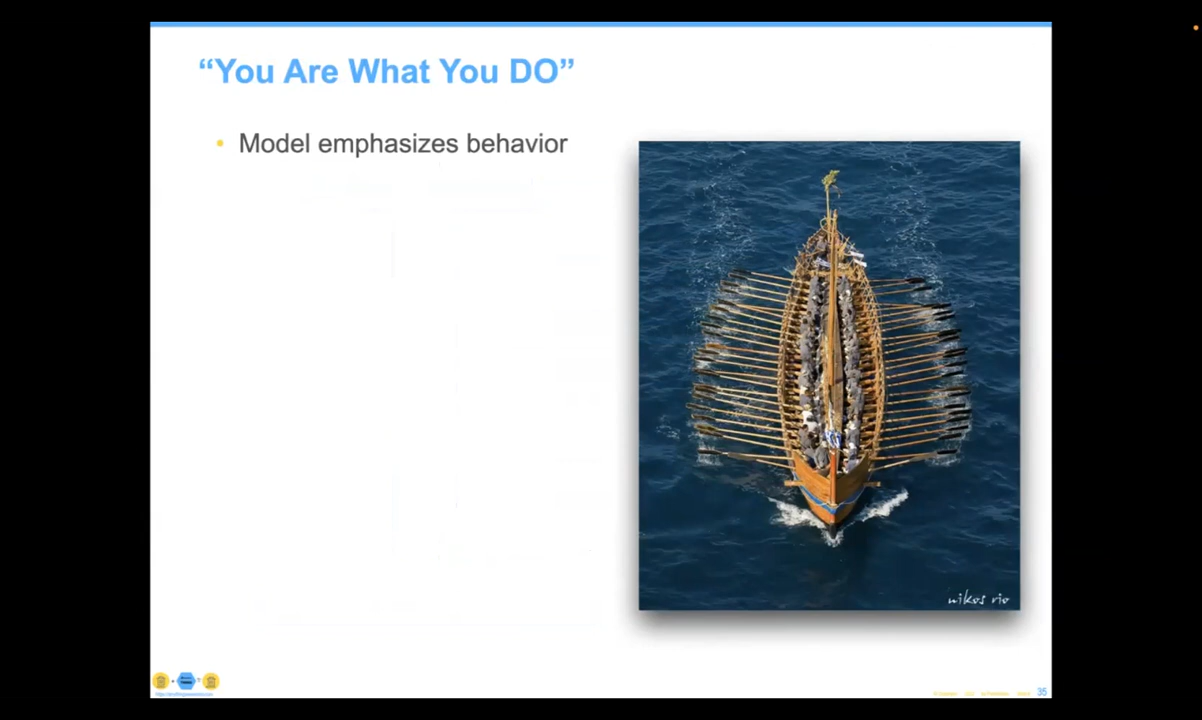 “You Are What You DO”
• Model emphasizes behavior
nikos rio
35